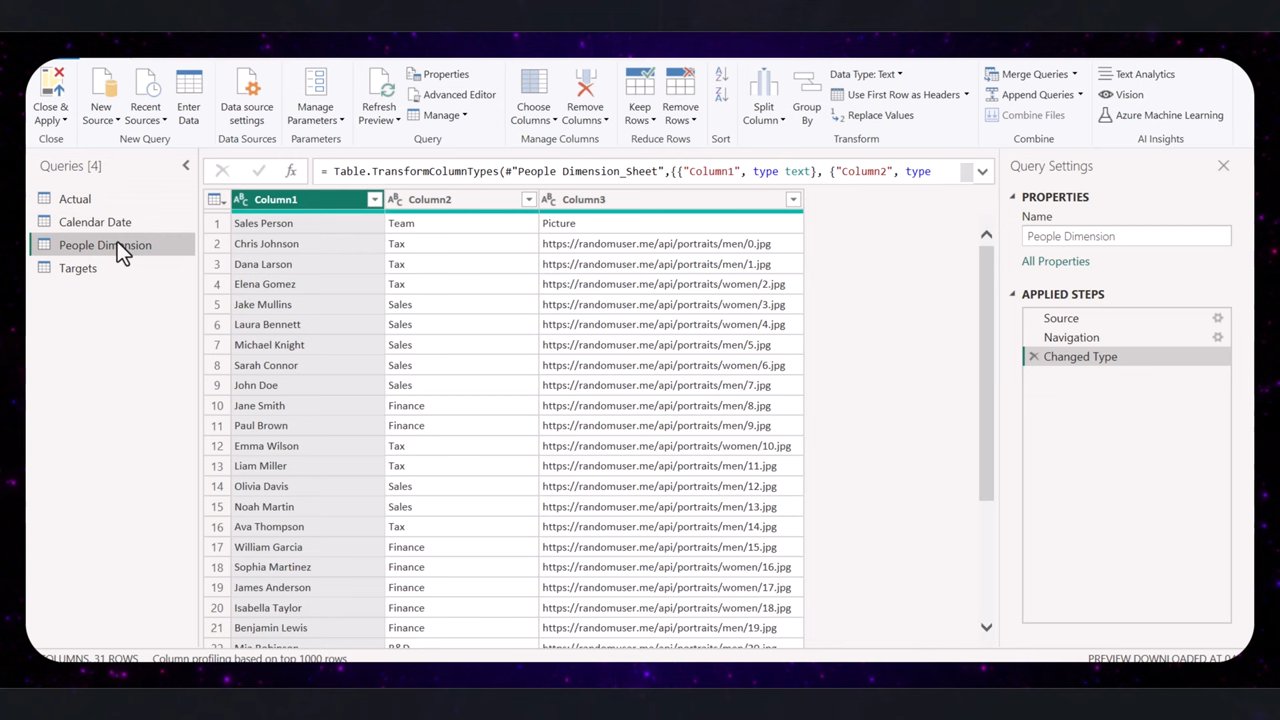 Close & Apply
New Source
Recent Sources
Enter Data
Data source settings
Manage Parameters
Refresh Preview
Properties
Advanced Editor
Manage
Choose Columns
Remove Columns
Keep Rows
Remove Rows
Split Column
Group By
Data Type: Text
Use First Row as Headers
Replace Values
Merge Queries
Append Queries
Combine Files
Text Analytics
Vision
Azure Machine Learning
Close
New Query
Data Sources
Parameters
Query
Manage Columns
Reduce Rows
Sort
Transform
Combine
AI Insights
Queries [4]
Actual
Calendar Date
People Dimension
Targets
= Table.TransformColumnTypes(#"People Dimension_Sheet",{{"Column1", type text}, {"Column2", type
Column1 Column2 Column3
1 Sales Person Team Picture
2 Chris Johnson Tax https://randomuser.me/api/portraits/men/0.jpg
3 Dana Larson Tax https://randomuser.me/api/portraits/men/1.jpg
4 Elena Gomez Tax https://randomuser.me/api/portraits/women/2.jpg
5 Jake Mullins Sales https://randomuser.me/api/portraits/women/3.jpg
6 Laura Bennett Sales https://randomuser.me/api/portraits/women/4.jpg
7 Michael Knight Sales https://randomuser.me/api/portraits/men/5.jpg
8 Sarah Connor Sales https://randomuser.me/api/portraits/women/6.jpg
9 John Doe Sales https://randomuser.me/api/portraits/men/7.jpg
10 Jane Smith Finance https://randomuser.me/api/portraits/men/8.jpg
11 Paul Brown Finance https://randomuser.me/api/portraits/men/9.jpg
12 Emma Wilson Tax https://randomuser.me/api/portraits/women/10.jpg
13 Liam Miller Tax https://randomuser.me/api/portraits/men/11.jpg
14 Olivia Davis Sales https://randomuser.me/api/portraits/women/12.jpg
15 Noah Martin Sales https://randomuser.me/api/portraits/men/13.jpg
16 Ava Thompson Tax https://randomuser.me/api/portraits/men/14.jpg
17 William Garcia Finance https://randomuser.me/api/portraits/men/15.jpg
18 Sophia Martinez Finance https://randomuser.me/api/portraits/women/16.jpg
19 James Anderson Finance https://randomuser.me/api/portraits/men/17.jpg
20 Isabella Taylor Finance https://randomuser.me/api/portraits/women/18.jpg
21 Benjamin Lewis Finance https://randomuser.me/api/portraits/men/19.jpg
Query Settings
PROPERTIES
Name
People Dimension
All Properties
APPLIED STEPS
Source
Navigation
Changed Type
COLUMNS, 31 ROWS Column profiling based on top 1000 rows
PREVIEW DOWNLOADED AT